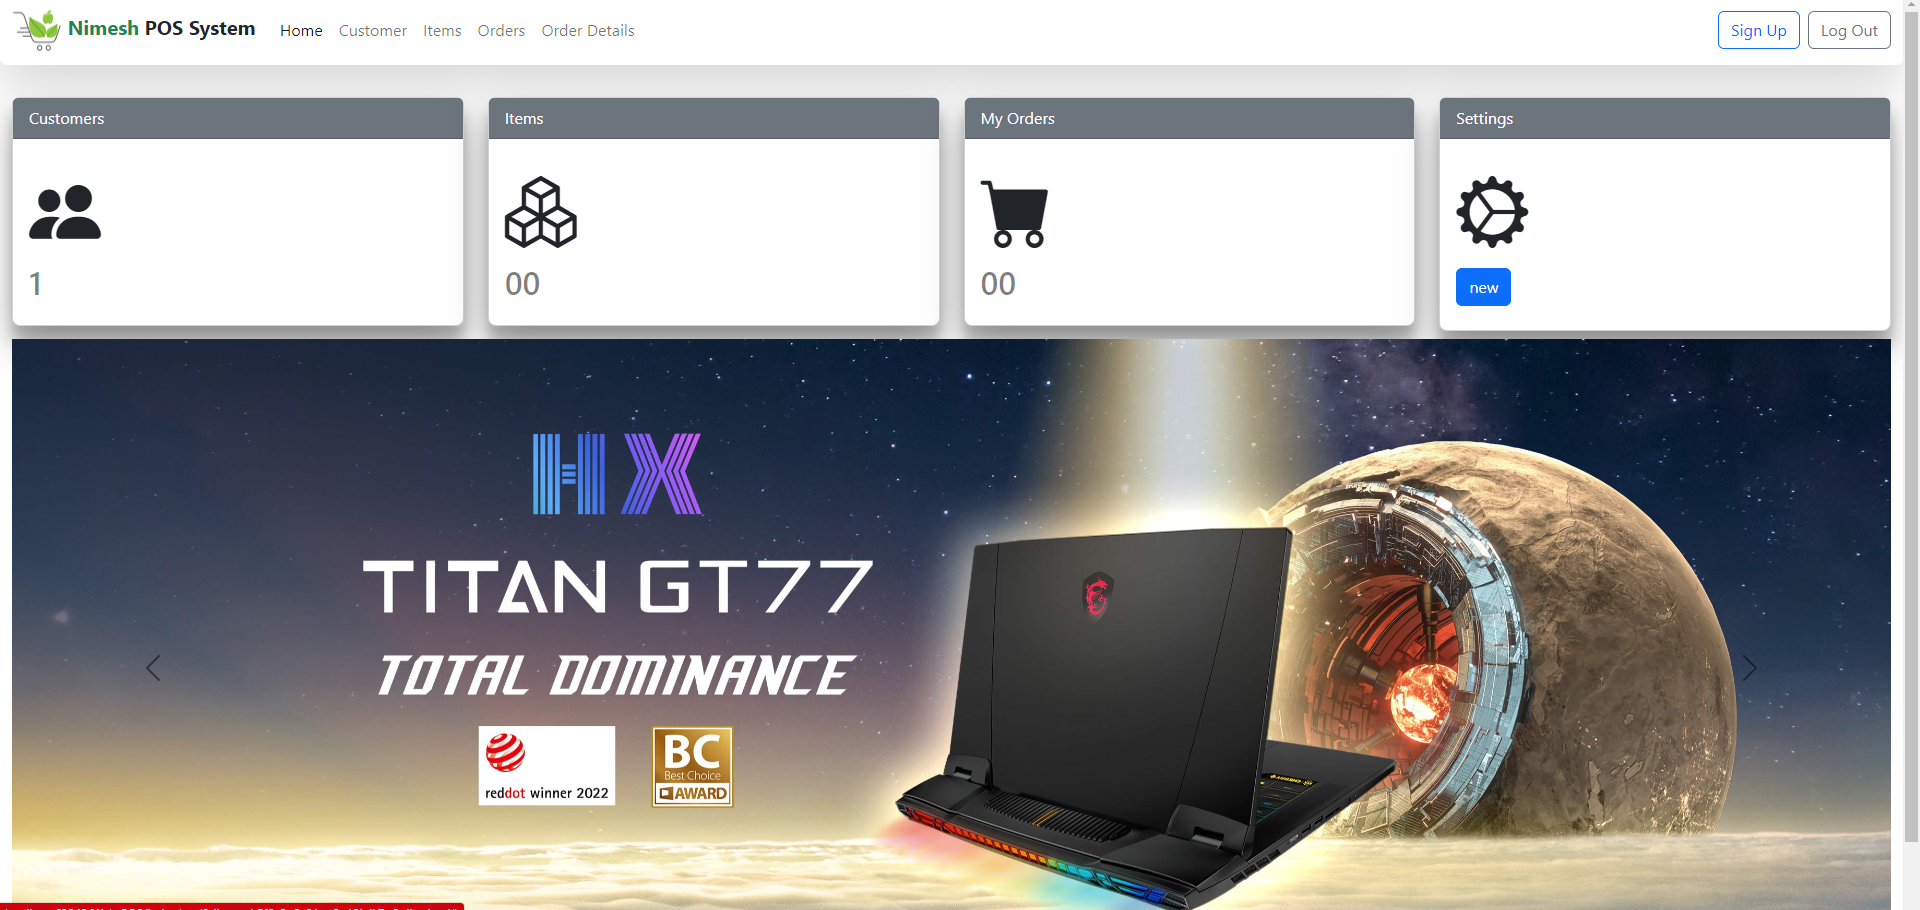 Nimesh POS System Home Customer Items Orders Order Details Sign Up Log Out
Customers Items My Orders Settings
1 00 00 new
HX
TITAN GT77
TOTAL DOMINANCE
reddot winner 2022
BC
Best Choice
AWARD